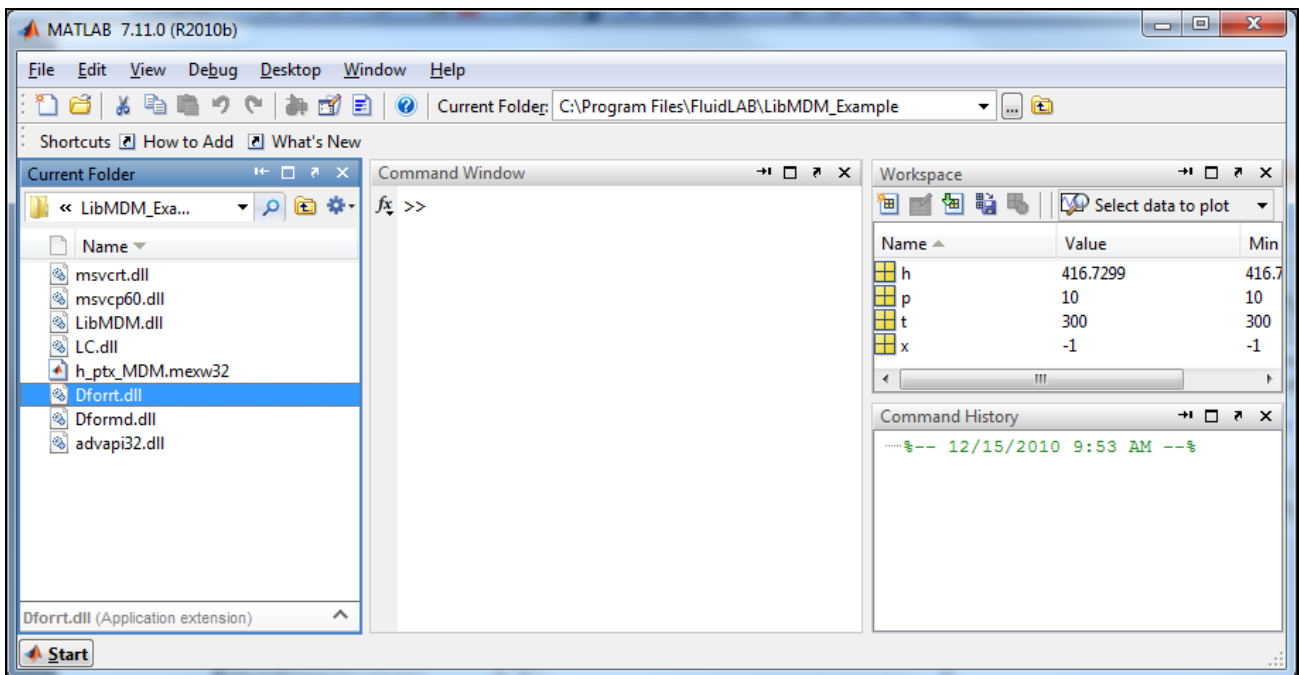 MATLAB 7.11.0 (R2010b)
File Edit View Debug Desktop Window Help
Current Folder: C:\Program Files\FluidLAB\LibMDM_Example
Shortcuts How to Add What's New
Current Folder
« LibMDM_Exa...
Name
msvcrt.dll
msvcp60.dll
LibMDM.dll
LC.dll
h_ptx_MDM.mexw32
Dforrt.dll
Dformd.dll
advapi32.dll
Dforrt.dll (Application extension)
Command Window
fx >>
Workspace
Select data to plot
Name Value Min
h 416.7299 416.7
p 10 10
t 300 300
x -1 -1
Command History
%-- 12/15/2010 9:53 AM --%
Start